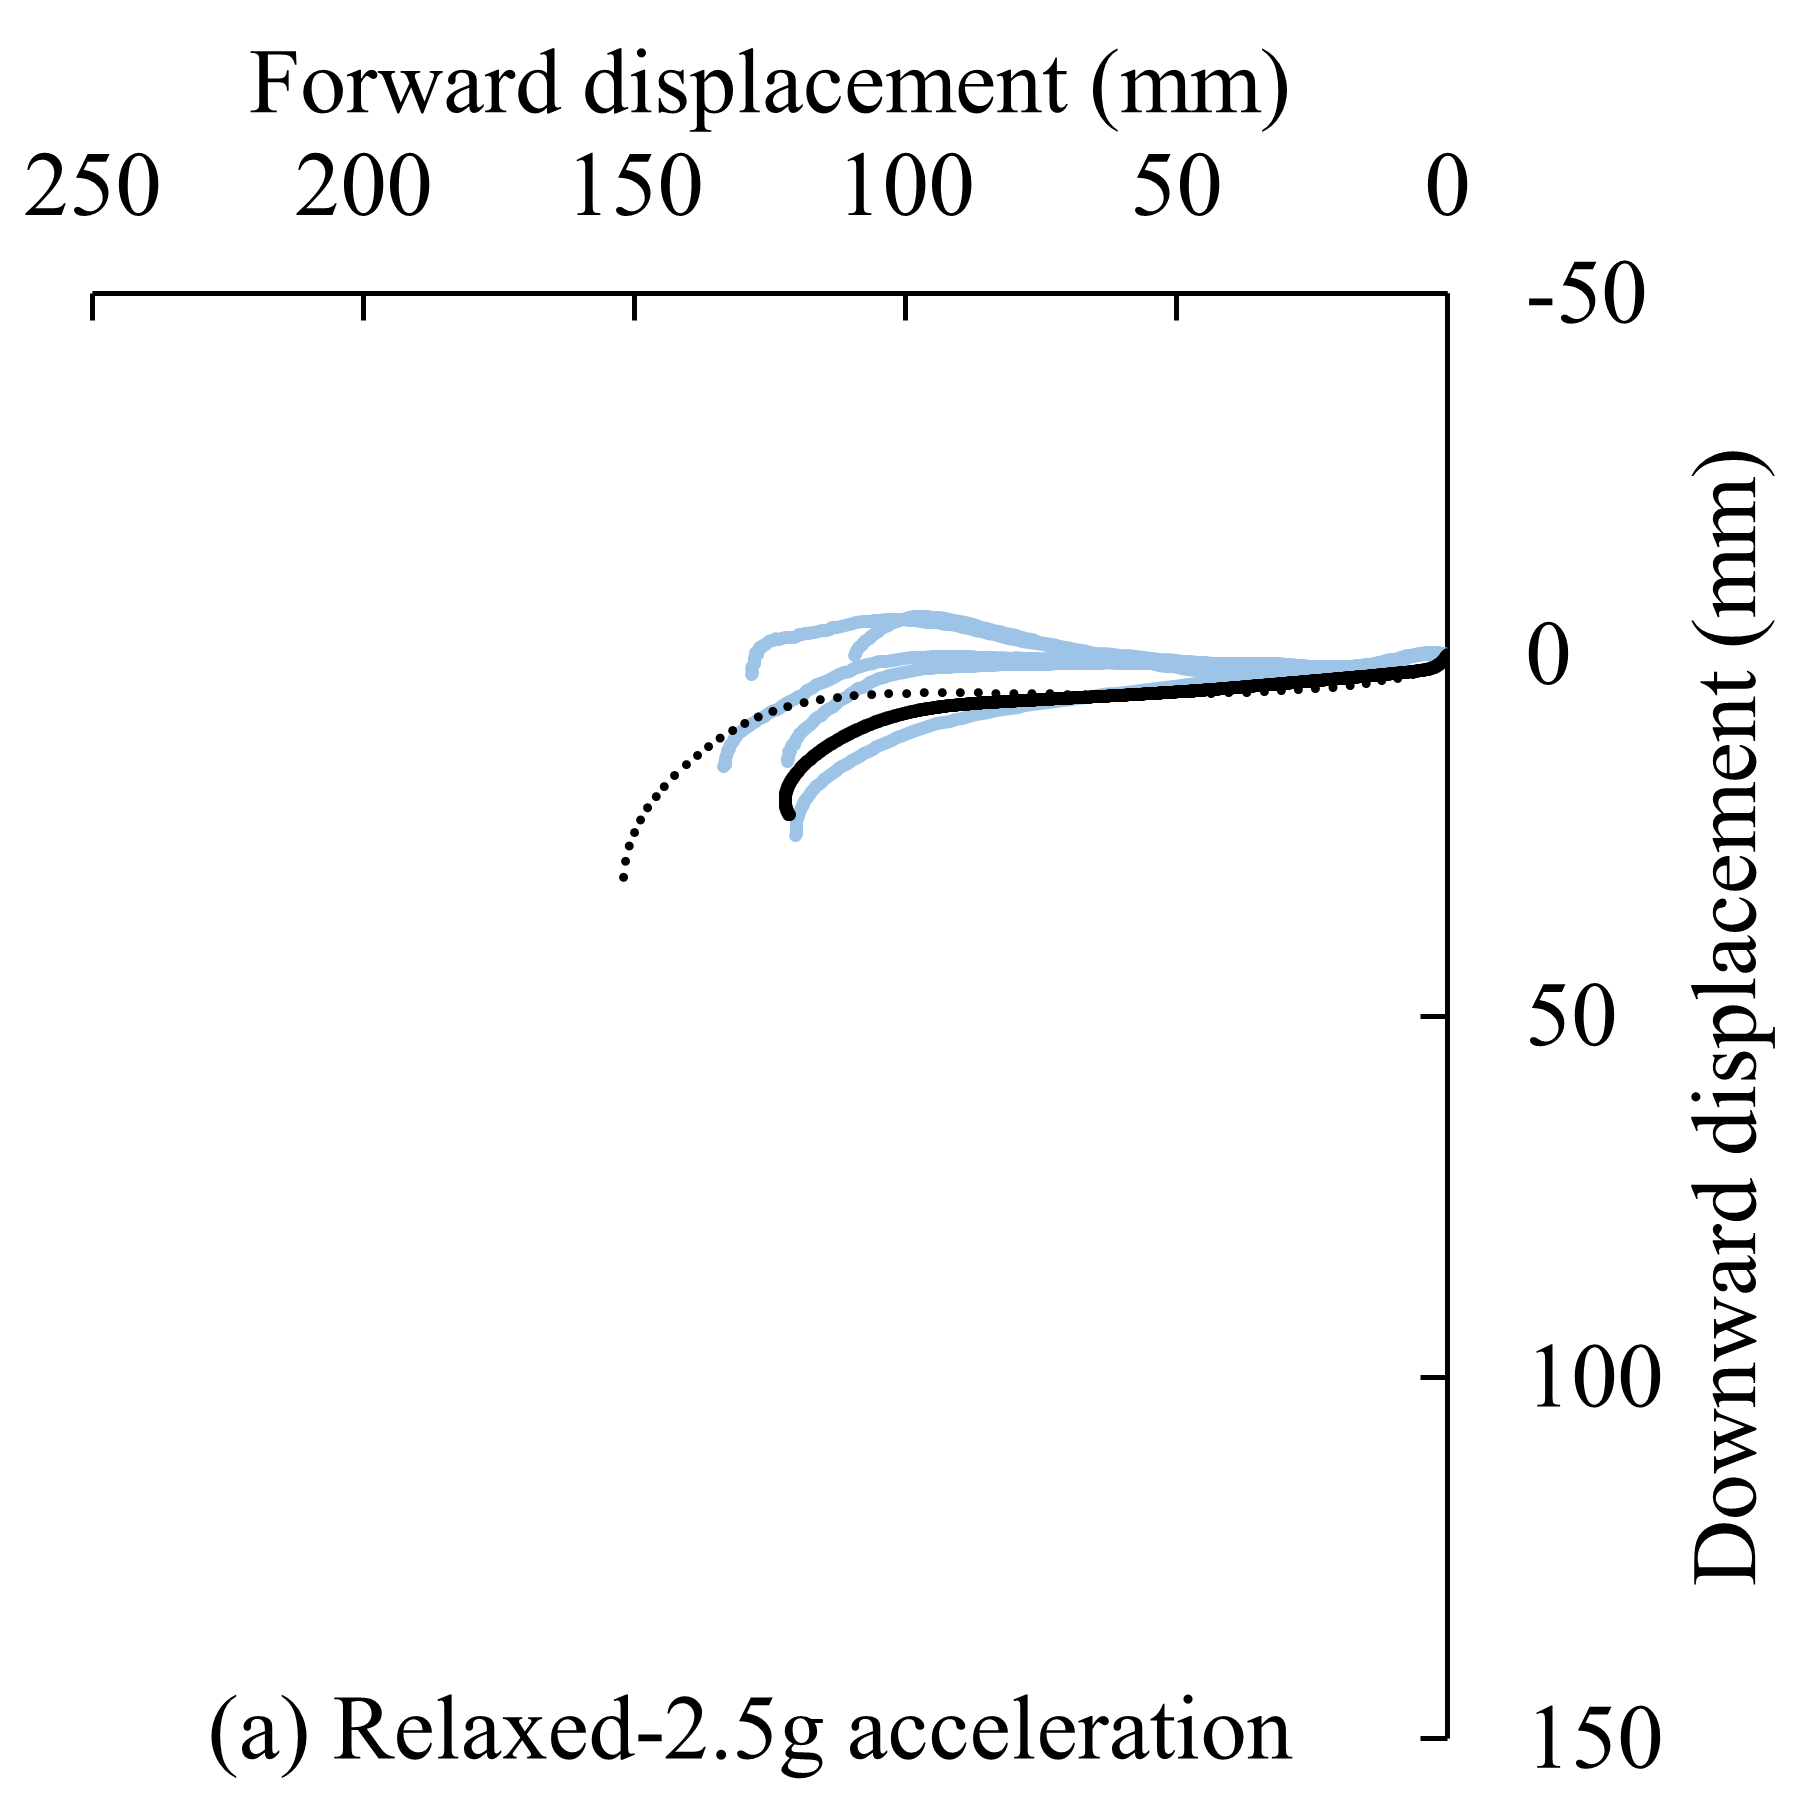 Forward displacement (mm)
250 200 150 100 50 0
-50
0
50
100
150
Downward displacement (mm)
(a) Relaxed-2.5g acceleration